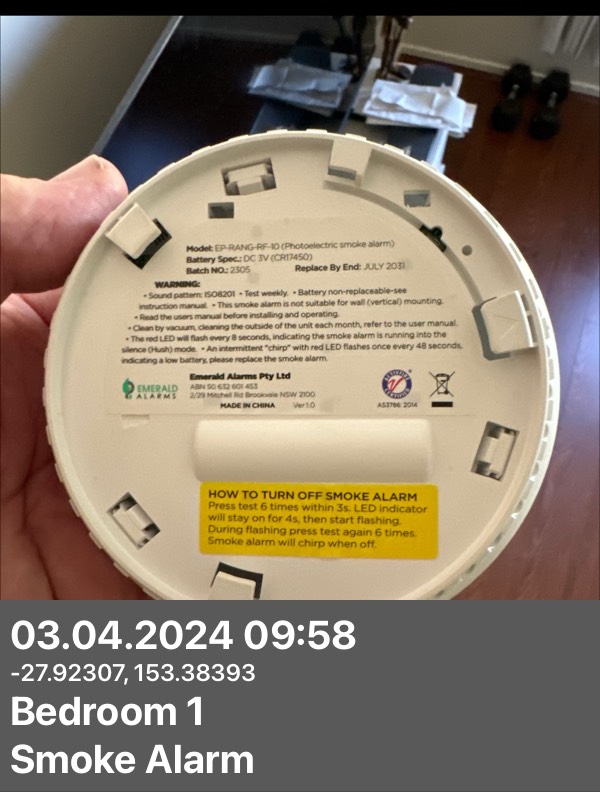 Model: EP-RANG-RF-10 (Photoelectric smoke alarm)
Battery Spec.: DC 3V (CR17450)
Batch NO.: 2305 Replace By End: JULY 2031
WARNING:
• Sound pattern: ISO8201 • Test weekly. • Battery non-replaceable-see
instruction manual. • This smoke alarm is not suitable for wall (vertical) mounting.
• Read the users manual before installing and operating.
• Clean by vacuum, cleaning the outside of the unit each month, refer to the user manual.
• The red LED will flash every 8 seconds, indicating the smoke alarm is running into the
silence (Hush) mode. • An intermittent "chirp" with red LED flashes once every 48 seconds,
indicating a low battery, please replace the smoke alarm.
EMERALD
ALARMS
Emerald Alarms Pty Ltd
ABN 50 632 601 453
2/29 Mitchell Rd Brookvale NSW 2100
MADE IN CHINA Ver1.0
AS3786: 2014
HOW TO TURN OFF SMOKE ALARM
Press test 6 times within 3s. LED indicator
will stay on for 4s, then start flashing.
During flashing press test again 6 times.
Smoke alarm will chirp when off.
03.04.2024 09:58
-27.92307, 153.38393
Bedroom 1
Smoke Alarm